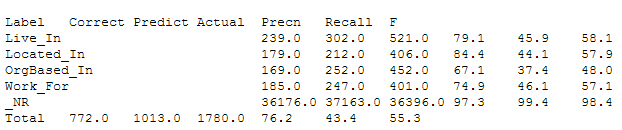 Label Correct Predict Actual Precn Recall F
Live_In 239.0 302.0 521.0 79.1 45.9 58.1
Located_In 179.0 212.0 406.0 84.4 44.1 57.9
OrgBased_In 169.0 252.0 452.0 67.1 37.4 48.0
Work_For 185.0 247.0 401.0 74.9 46.1 57.1
_NR 36176.0 37163.0 36396.0 97.3 99.4 98.4
Total 772.0 1013.0 1780.0 76.2 43.4 55.3